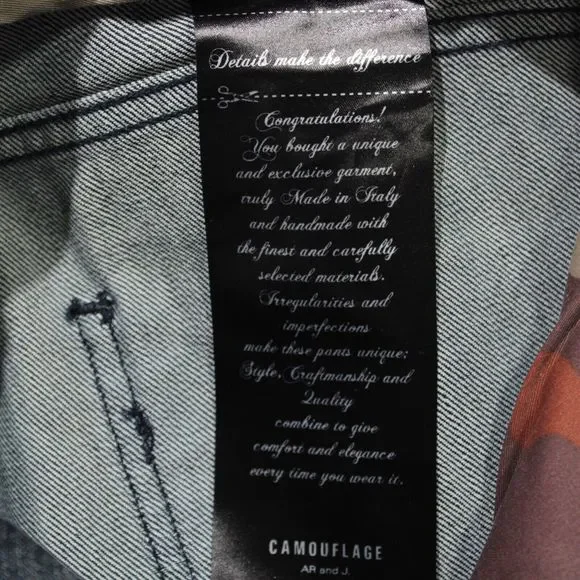 Details make the difference
Congratulations!
You bought a unique
and exclusive garment,
truly Made in Italy
and handmade with
the finest and carefully
selected materials.
Irregularities and
imperfections
make these pants unique:
Style, Craftmanship and
Quality
combine to give
comfort and elegance
every time you wear it.
CAMOUFLAGE
AR and J.